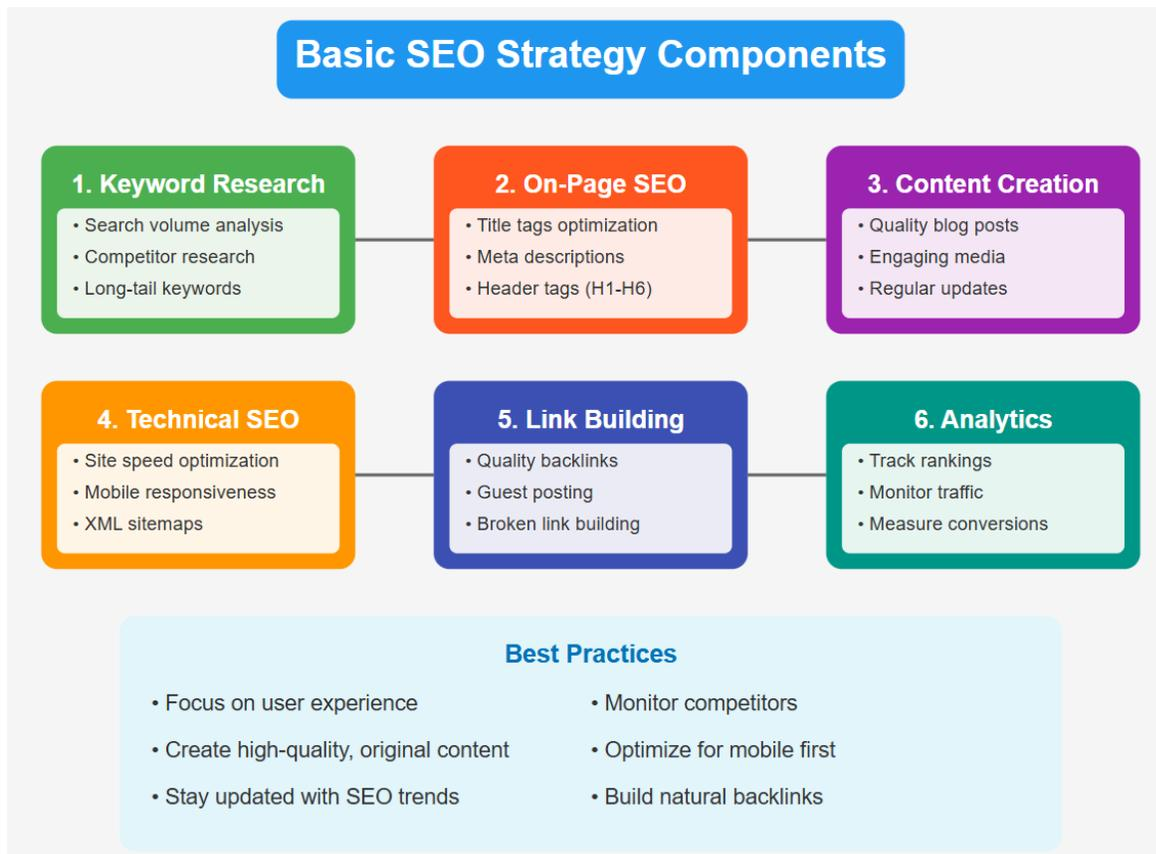 Basic SEO Strategy Components
1. Keyword Research
• Search volume analysis
• Competitor research
• Long-tail keywords
2. On-Page SEO
• Title tags optimization
• Meta descriptions
• Header tags (H1-H6)
3. Content Creation
• Quality blog posts
• Engaging media
• Regular updates
4. Technical SEO
• Site speed optimization
• Mobile responsiveness
• XML sitemaps
5. Link Building
• Quality backlinks
• Guest posting
• Broken link building
6. Analytics
• Track rankings
• Monitor traffic
• Measure conversions
Best Practices
• Focus on user experience
• Create high-quality, original content
• Stay updated with SEO trends
• Monitor competitors
• Optimize for mobile first
• Build natural backlinks